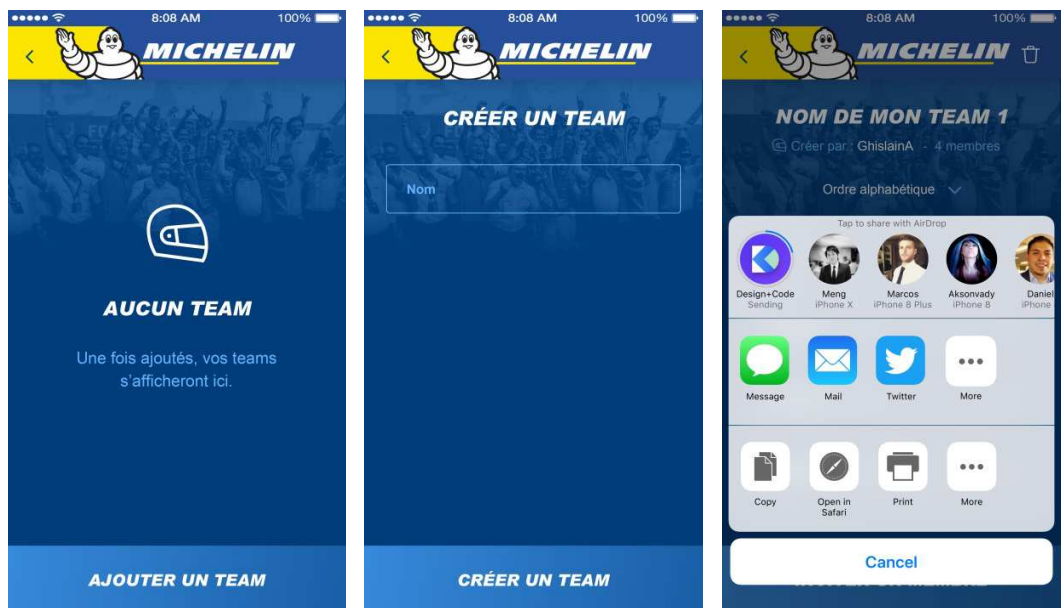 8:08 AM 100%
MICHELIN
AUCUN TEAM
Une fois ajoutés, vos teams
s'afficheront ici.
AJOUTER UN TEAM
8:08 AM 100%
MICHELIN
CRÉER UN TEAM
Nom
CRÉER UN TEAM
8:08 AM 100%
MICHELIN
NOM DE MON TEAM 1
Créer par : GhislainA - 4 membres
Ordre alphabétique
Tap to share with AirDrop
Design+Code Meng Marcos Aksonvady Daniel
Sending iPhone X iPhone 8 Plus iPhone 8 iPhone
Message Mail Twitter More
Copy Open in Print More
Safari
Cancel